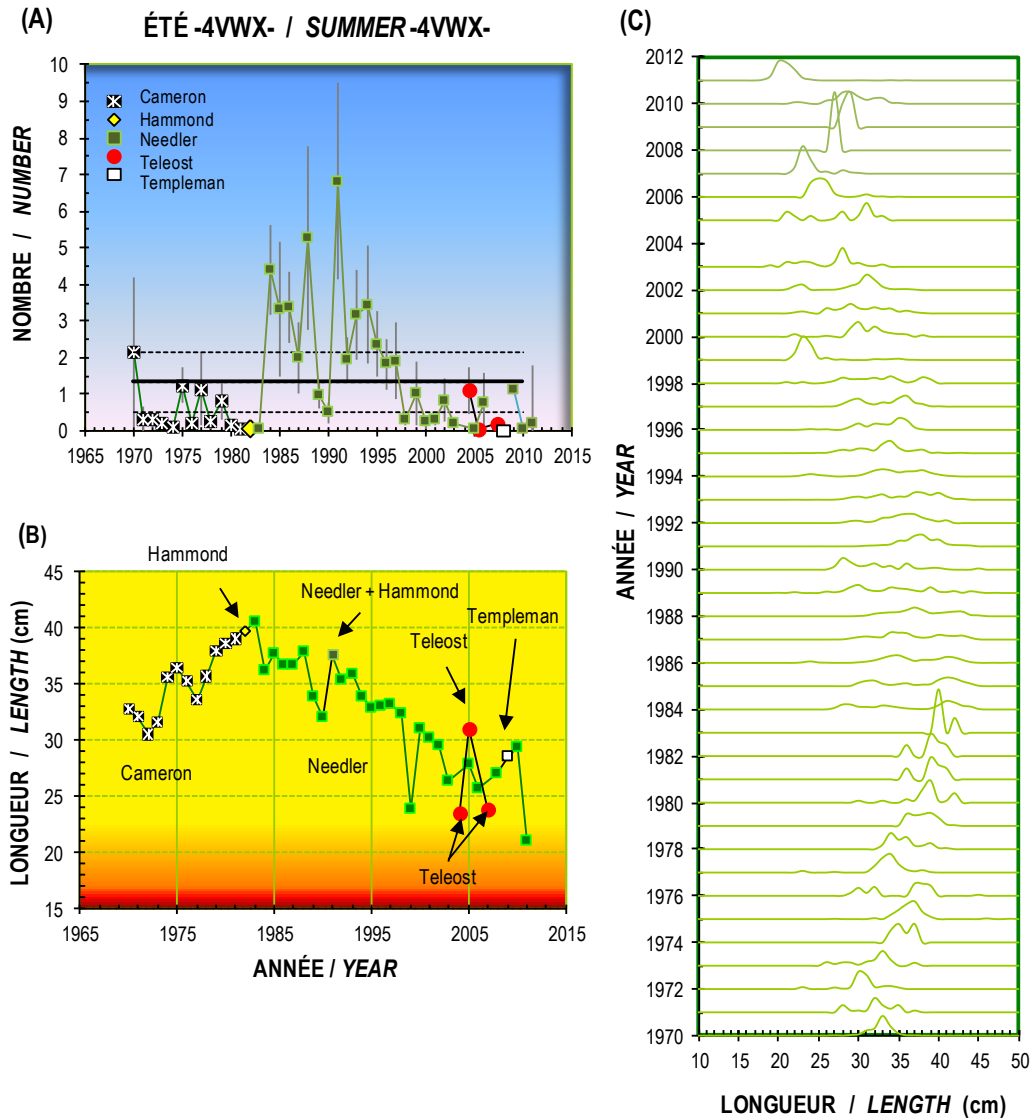 (A)
ÉTÉ -4VWX- / SUMMER -4VWX-
NOMBRE / NUMBER
10
9
8
7
6
5
4
3
2
1
0
Cameron
Hammond
Needler
Teleost
Templeman
1965 1970 1975 1980 1985 1990 1995 2000 2005 2010 2015
(B)
LONGUEUR / LENGTH (cm)
45
40
35
30
25
20
15
Hammond
Needler + Hammond
Templeman
Teleost
Cameron
Needler
Teleost
1965 1975 1985 1995 2005 2015
ANNÉE / YEAR
(C)
ANNÉE / YEAR
2012
2010
2008
2006
2004
2002
2000
1998
1996
1994
1992
1990
1988
1986
1984
1982
1980
1978
1976
1974
1972
1970
10 15 20 25 30 35 40 45 50
LONGUEUR / LENGTH (cm)